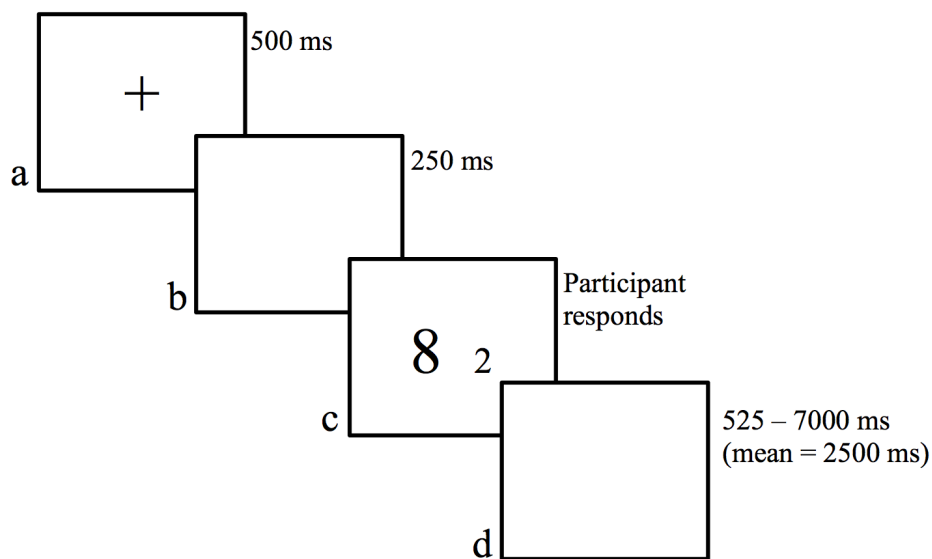 +
500 ms
a
250 ms
b
Participant
responds
8 2
c
525 – 7000 ms
(mean = 2500 ms)
d